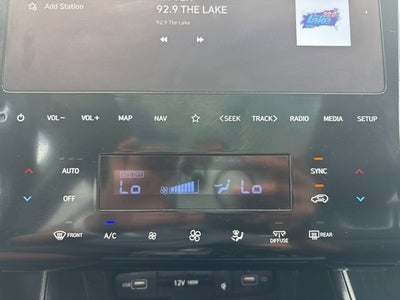 Add Station
92.9 THE LAKE
92.9 The Lake
VOL− VOL+ MAP NAV ☆ <SEEK TRACK> RADIO MEDIA SETUP
AUTO
SYNC
Lo Lo
OFF
FRONT A/C DIFFUSE REAR
12V 180W